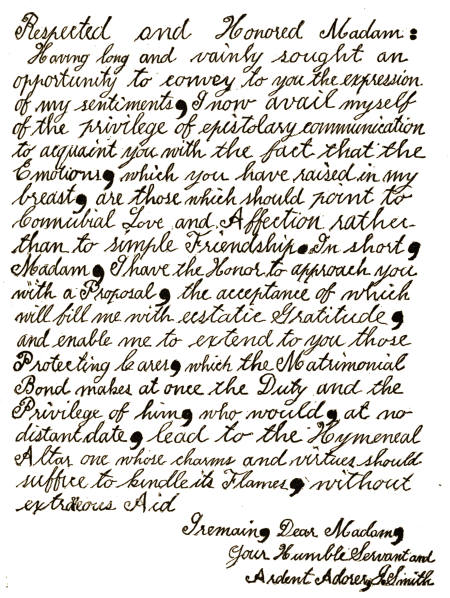 Respected and Honored Madam:
Having long and vainly sought an
opportunity to convey to you the expression
of my sentiments, I now avail myself
of the privilege of epistolary communication
to acquaint you with the fact that the
Emotions, which you have raised in my
breast, are those which should point to
Connubial Love and Affection rather
than to simple Friendship. In short,
Madam, I have the Honor to approach you
with a Proposal, the acceptance of which
will fill me with ecstatic Gratitude,
and enable me to extend to you those
Protecting Cares, which the Matrimonial
Bond makes at once the Duty and the
Privilege of him, who would, at no
distant date, lead to the Hymeneal
Altar one whose charms and virtues should
suffice to kindle its Flames, without
extraneous Aid
I remain, Dear Madam,
Your Humble Servant and
Ardent Adorer, J. Smith